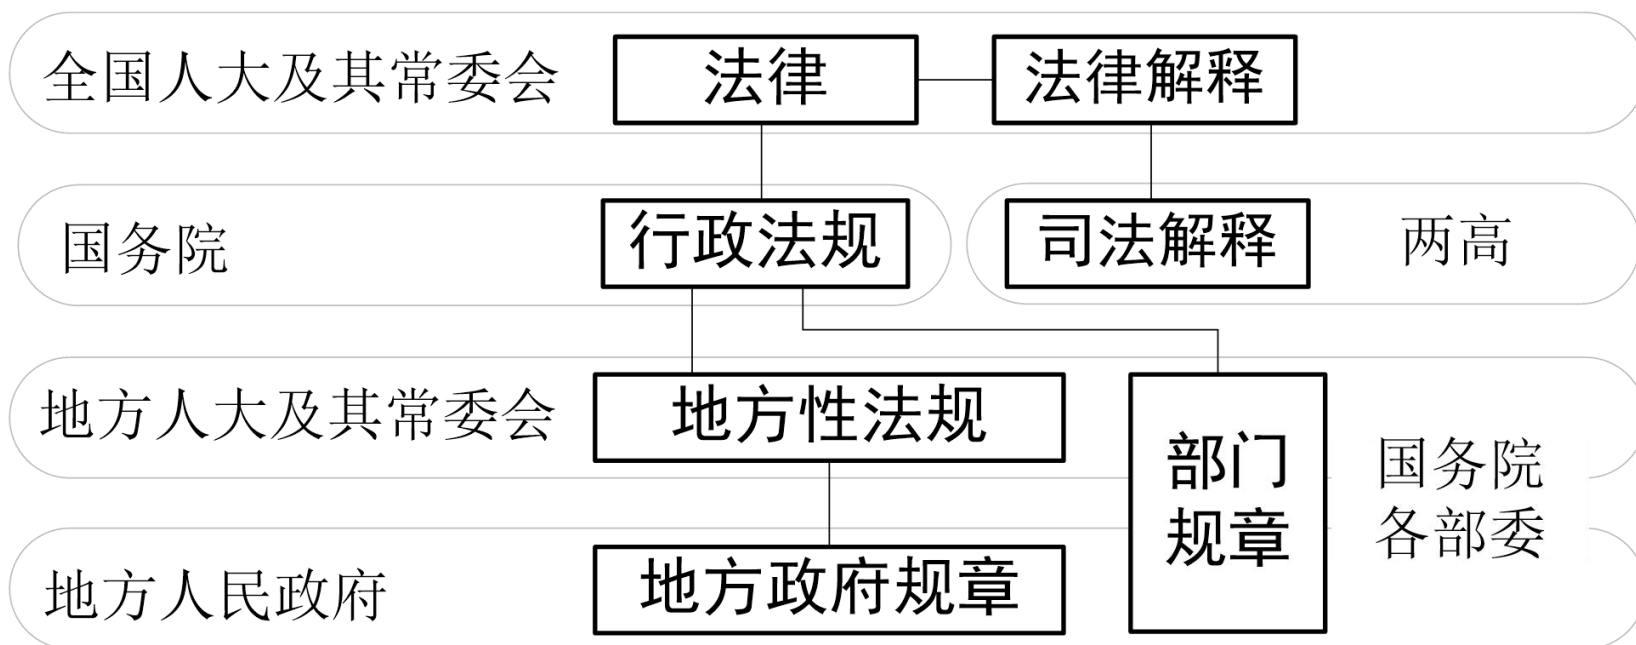 全国人大及其常委会
法律
法律解释
国务院
行政法规
司法解释
两高
地方人大及其常委会
地方性法规
部门
规章
国务院
各部委
地方人民政府
地方政府规章